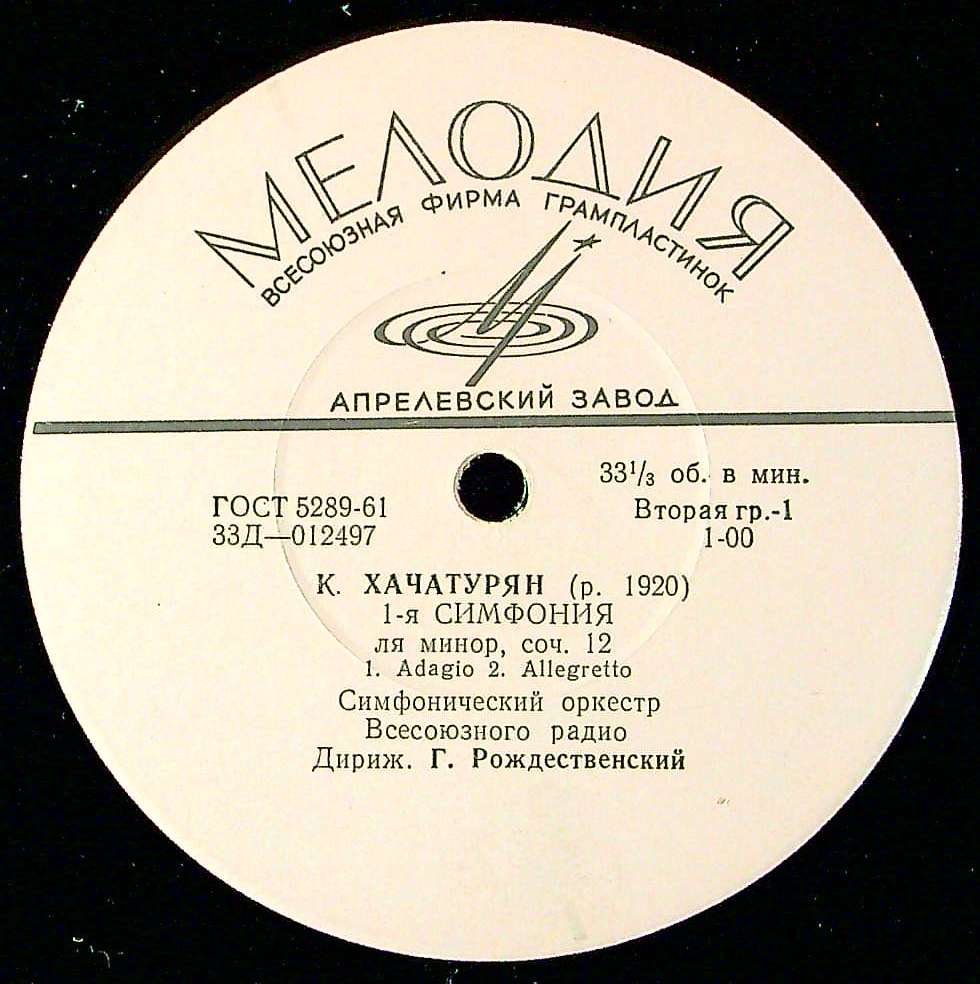 МЕЛОДИЯ
ВСЕСОЮЗНАЯ ФИРМА ГРАМПЛАСТИНОК
АПРЕЛЕВСКИЙ ЗАВОД
33⅓ об. в мин.
ГОСТ 5289-61
Вторая гр.-1
33Д—012497
1-00
К. ХАЧАТУРЯН (р. 1920)
1-я СИМФОНИЯ
ля минор, соч. 12
1. Adagio 2. Allegretto
Симфонический оркестр
Всесоюзного радио
Дириж. Г. Рождественский